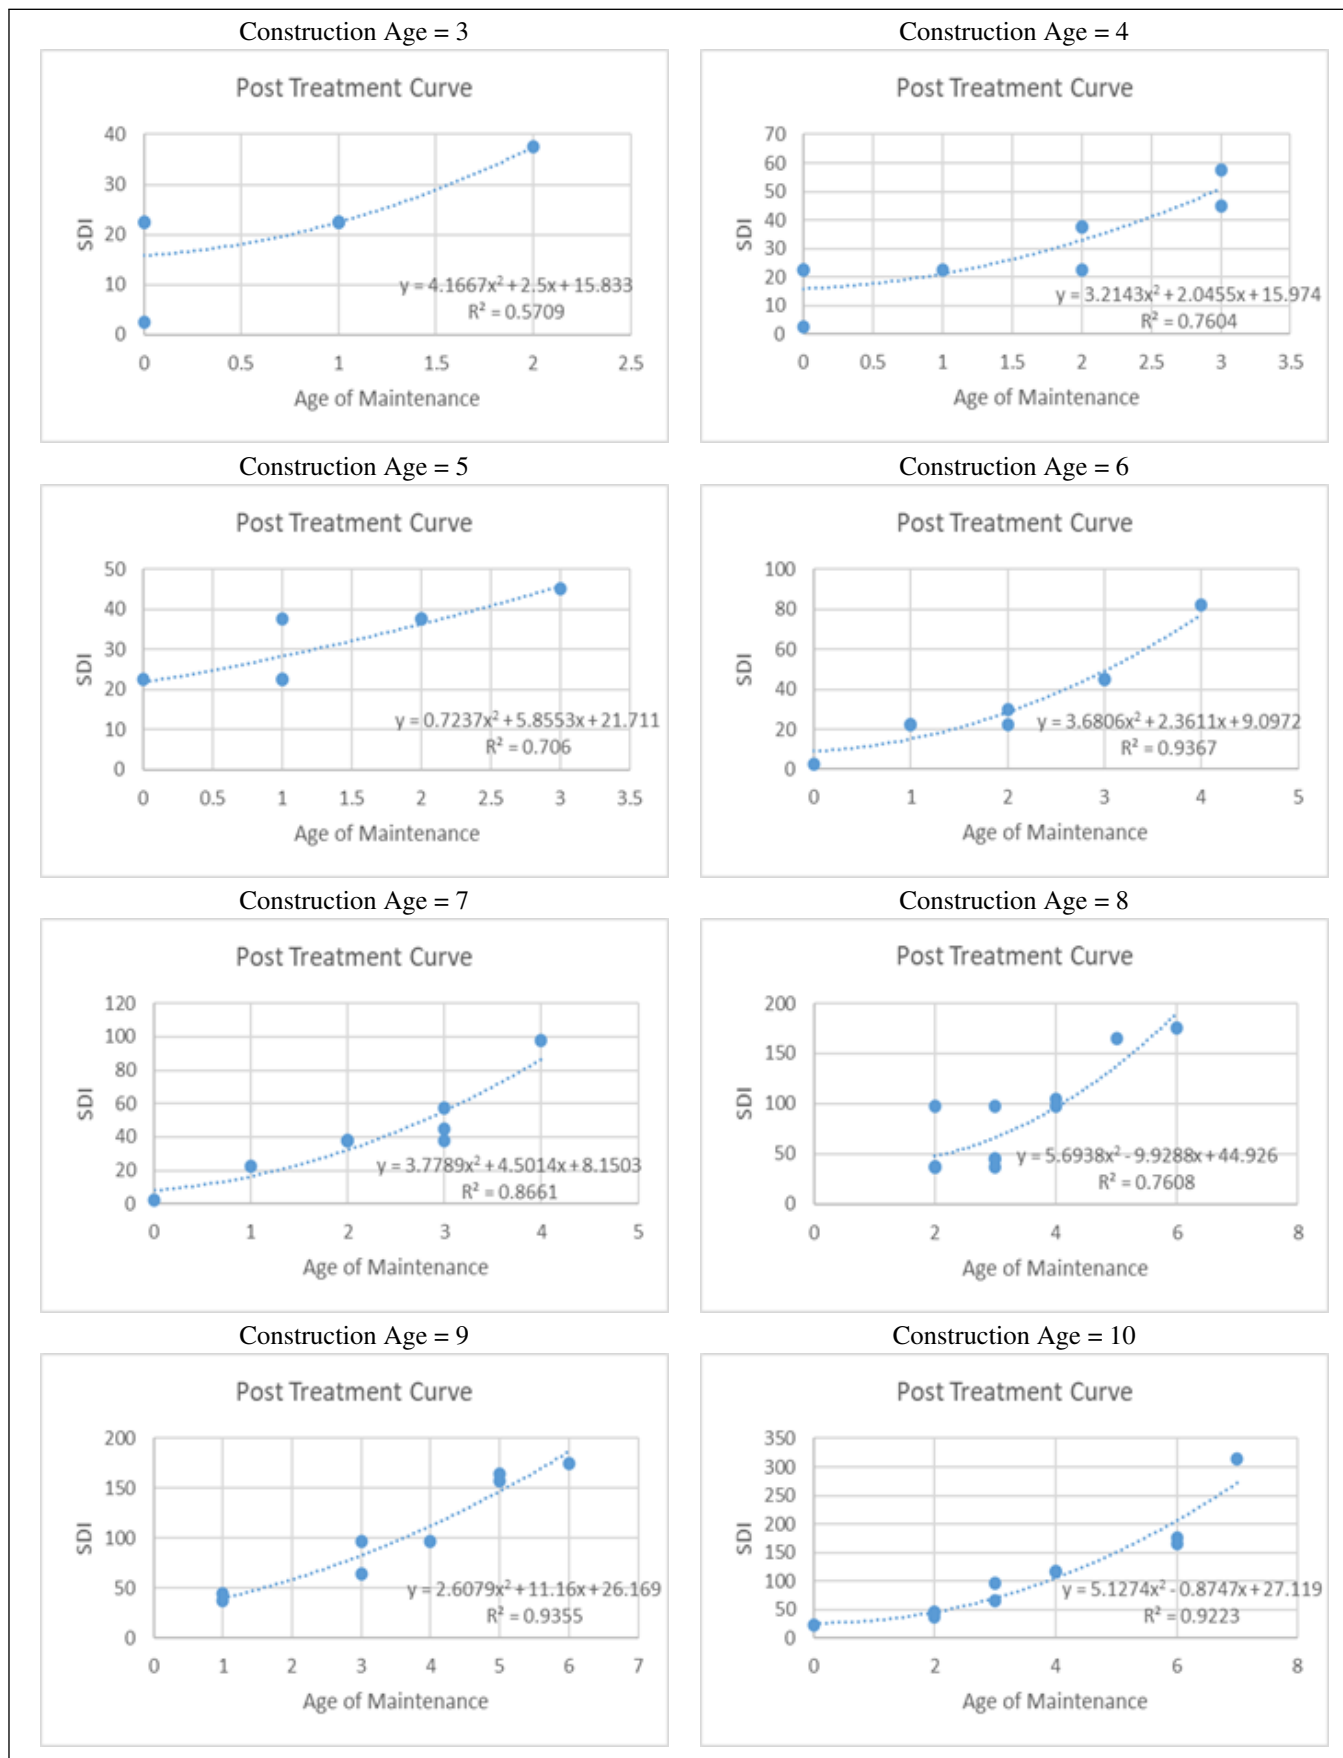 Construction Age = 3
Post Treatment Curve
40
30
20
10
0
SDI
y = 4.1667x² + 2.5x + 15.833
R² = 0.5709
0 0.5 1 1.5 2 2.5
Age of Maintenance
Construction Age = 4
Post Treatment Curve
70
60
50
40
30
20
10
0
SDI
y = 3.2143x² + 2.0455x + 15.974
R² = 0.7604
0 0.5 1 1.5 2 2.5 3 3.5
Age of Maintenance
Construction Age = 5
Post Treatment Curve
50
40
30
20
10
0
SDI
y = 0.7237x² + 5.8553x + 21.711
R² = 0.706
0 0.5 1 1.5 2 2.5 3 3.5
Age of Maintenance
Construction Age = 6
Post Treatment Curve
100
80
60
40
20
0
SDI
y = 3.6806x² + 2.3611x + 9.0972
R² = 0.9367
0 1 2 3 4 5
Age of Maintenance
Construction Age = 7
Post Treatment Curve
120
100
80
60
40
20
0
SDI
y = 3.7789x² + 4.5014x + 8.1503
R² = 0.8661
0 1 2 3 4 5
Age of Maintenance
Construction Age = 8
Post Treatment Curve
200
150
100
50
0
SDI
y = 5.6938x² - 9.9288x + 44.926
R² = 0.7608
0 2 4 6 8
Age of Maintenance
Construction Age = 9
Post Treatment Curve
200
150
100
50
0
SDI
y = 2.6079x² + 11.16x + 26.169
R² = 0.9355
0 1 2 3 4 5 6 7
Age of Maintenance
Construction Age = 10
Post Treatment Curve
350
300
250
200
150
100
50
0
SDI
y = 5.1274x² - 0.8747x + 27.119
R² = 0.9223
0 2 4 6 8
Age of Maintenance